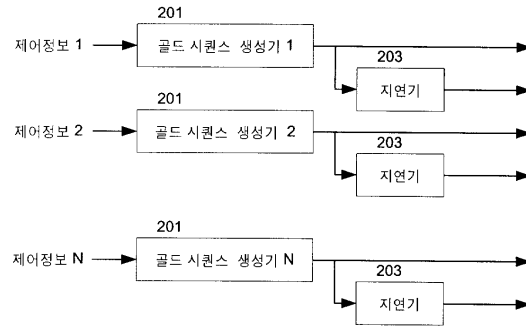 201
제어정보 1
골드 시퀀스 생성기 1
203
지연기
201
제어정보 2
골드 시퀀스 생성기 2
203
지연기
201
제어정보 N
골드 시퀀스 생성기 N
203
지연기